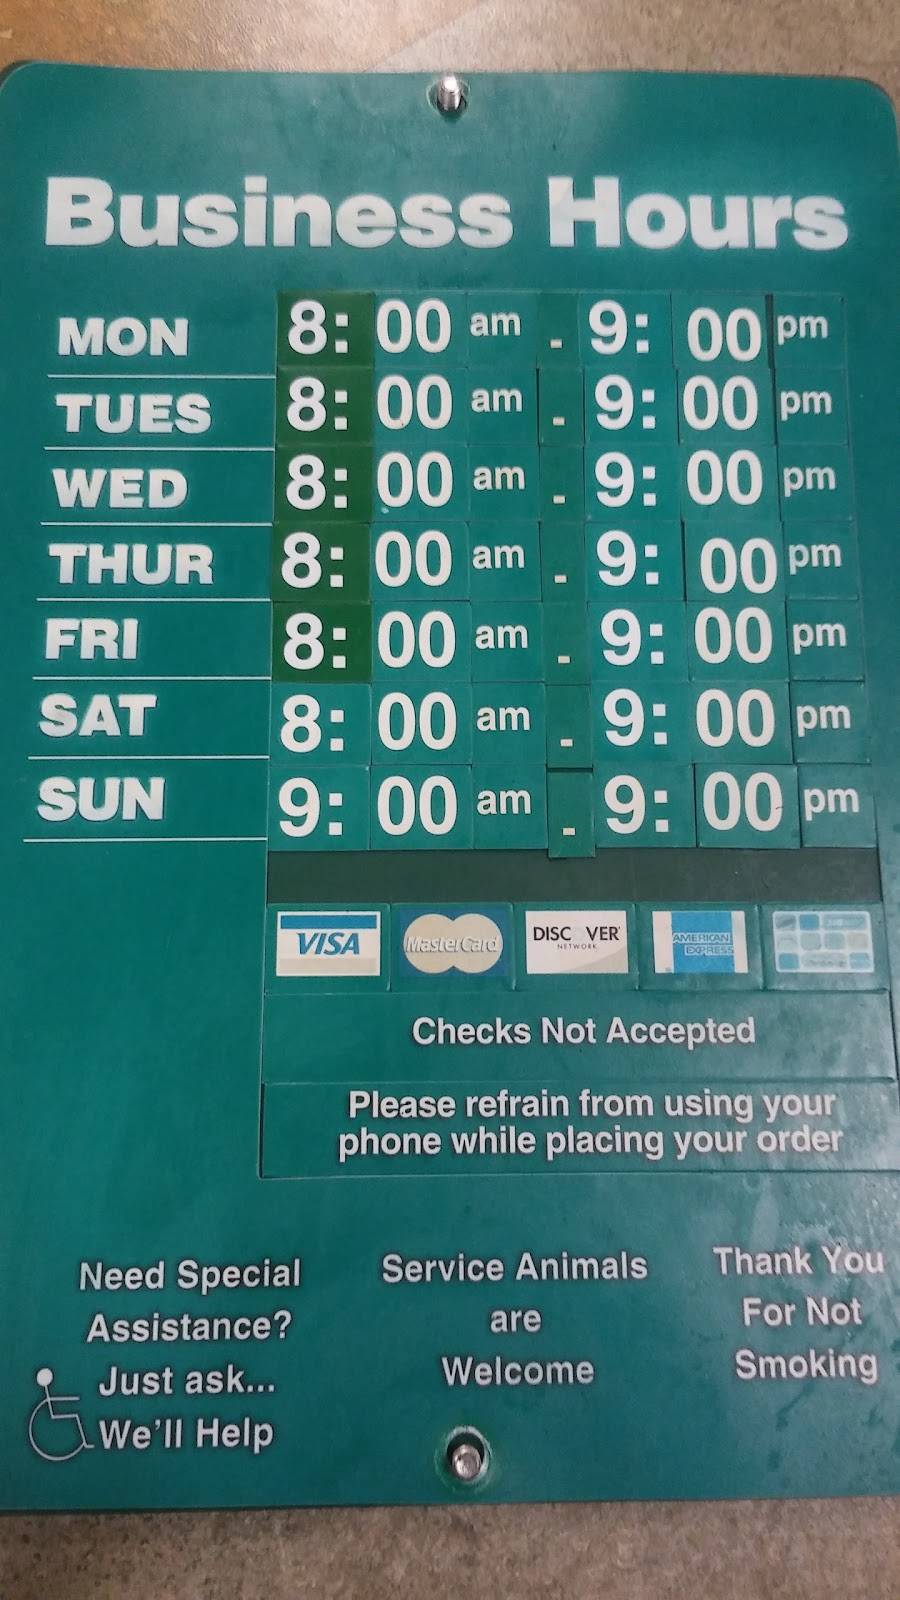 Business Hours
MON 8:00 am - 9:00 pm
TUES 8:00 am - 9:00 pm
WED 8:00 am - 9:00 pm
THUR 8:00 am - 9:00 pm
FRI 8:00 am - 9:00 pm
SAT 8:00 am - 9:00 pm
SUN 9:00 am - 9:00 pm
VISA MasterCard DISC VER AMERICAN
NETWORK EXPRESS
Checks Not Accepted
Please refrain from using your
phone while placing your order
Need Special
Assistance?
Just ask...
We'll Help
Service Animals
are
Welcome
Thank You
For Not
Smoking